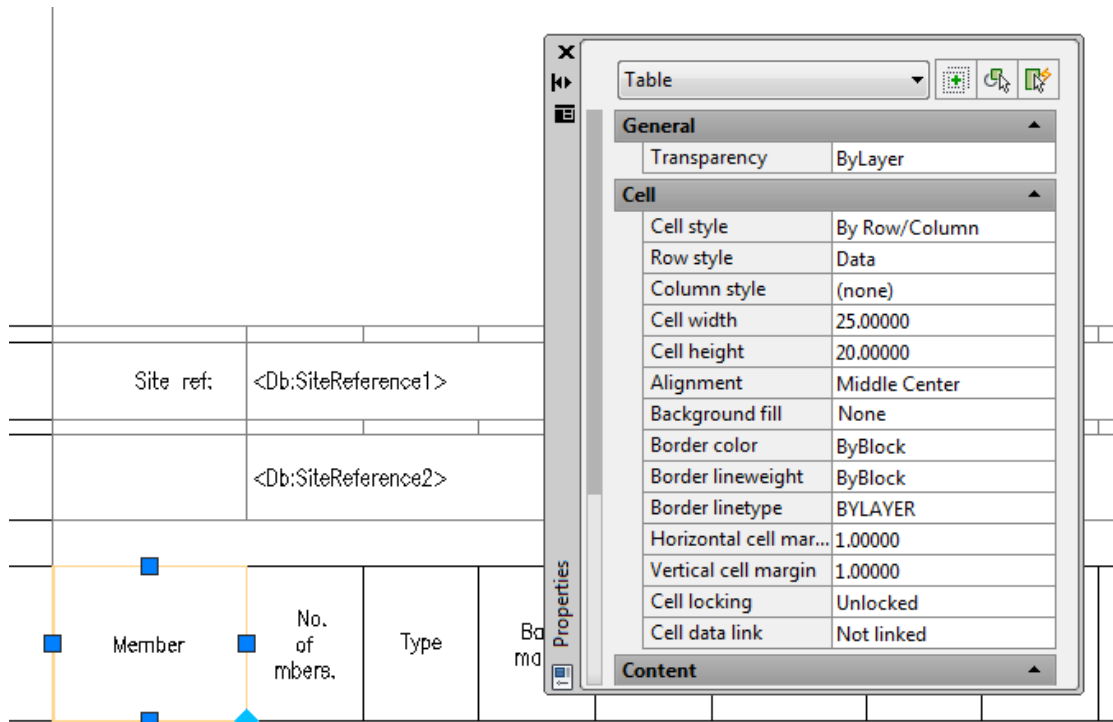 Table
General
Transparency ByLayer
Cell
Cell style By Row/Column
Row style Data
Column style (none)
Cell width 25.00000
Cell height 20.00000
Alignment Middle Center
Background fill None
Border color ByBlock
Border lineweight ByBlock
Border linetype BYLAYER
Horizontal cell mar... 1.00000
Vertical cell margin 1.00000
Cell locking Unlocked
Cell data link Not linked
Content
Properties
Site ref: <Db:SiteReference1>
<Db:SiteReference2>
Member
No.
of
mbers.
Type